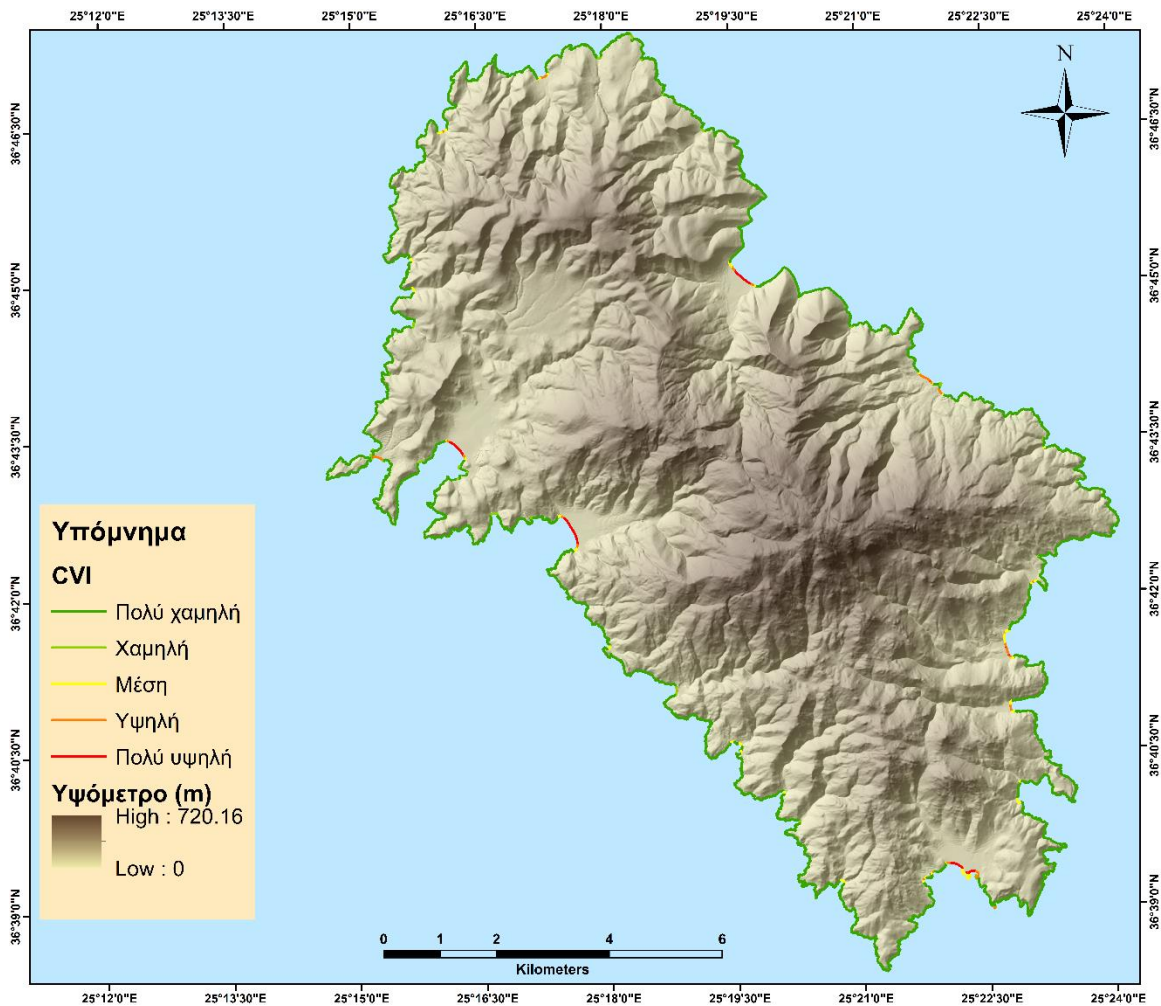 25°12'0"E 25°13'30"E 25°15'0"E 25°16'30"E 25°18'0"E 25°19'30"E 25°21'0"E 25°22'30"E 25°24'0"E
N
36°46'30"N 36°46'30"N
36°45'0"N 36°45'0"N
36°43'30"N 36°43'30"N
36°42'0"N 36°42'0"N
36°40'30"N 36°40'30"N
36°39'0"N 36°39'0"N
Υπόμνημα
CVI
Πολύ χαμηλή
Χαμηλή
Μέση
Υψηλή
Πολύ υψηλή
Υψόμετρο (m)
High : 720.16
Low : 0
0 1 2 4 6
Kilometers
25°12'0"E 25°13'30"E 25°15'0"E 25°16'30"E 25°18'0"E 25°19'30"E 25°21'0"E 25°22'30"E 25°24'0"E